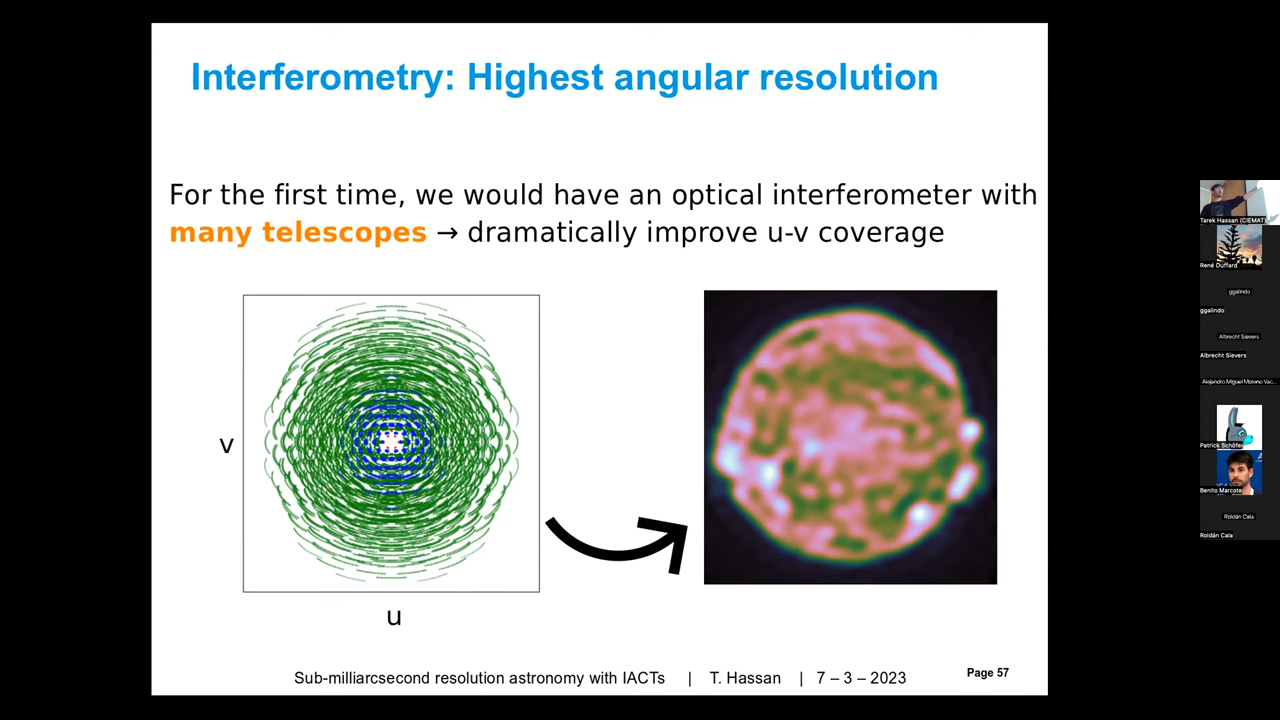 Interferometry: Highest angular resolution
For the first time, we would have an optical interferometer with
many telescopes → dramatically improve u-v coverage
v
u
Sub-milliarcsecond resolution astronomy with IACTs | T. Hassan | 7 – 3 – 2023
Page 57
Tarek Hassan (CIEMAT)
René Duffard
ggalindo
ggalindo
Albrecht Sievers
Albrecht Sievers
Alejandro Miguel Moreno Vac...
Patrick Schöfer
Benito Marcote
Roldán Cala
Roldán Cala